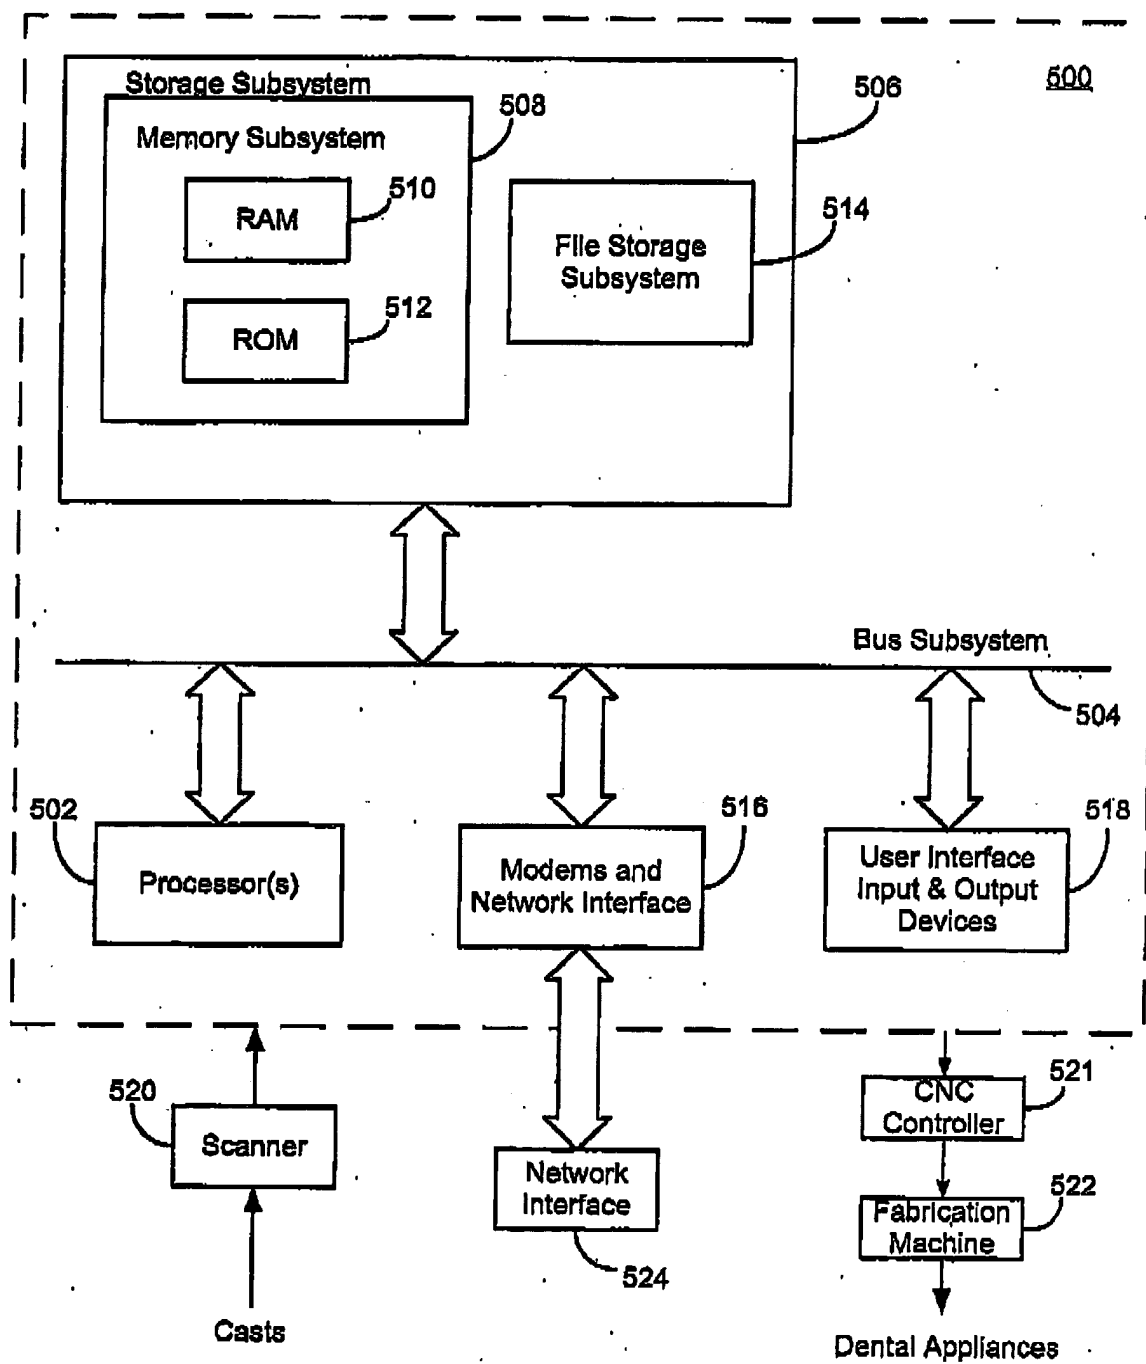 500
Storage Subsystem
506
508
Memory Subsystem
510
RAM
514
File Storage
Subsystem
512
ROM
Bus Subsystem
504
502
Processor(s)
516
Modems and
Network Interface
518
User Interface
Input & Output
Devices
520
Scanner
Casts
Network
Interface
524
521
CNC
Controller
522
Fabrication
Machine
Dental Appliances